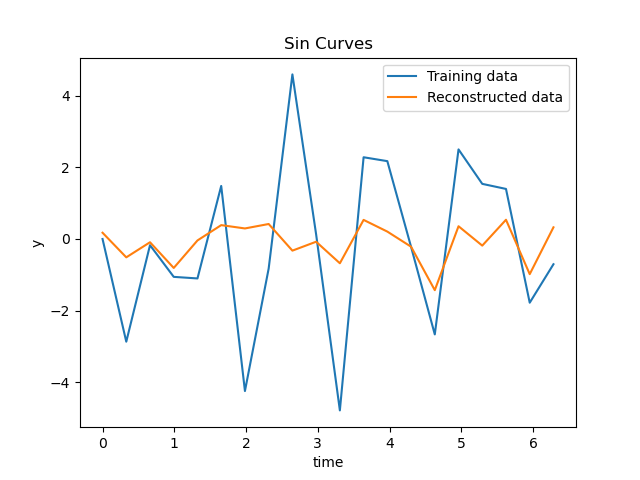 Sin Curves
Training data
Reconstructed data
y
4
2
0
−2
−4
0 1 2 3 4 5 6
time